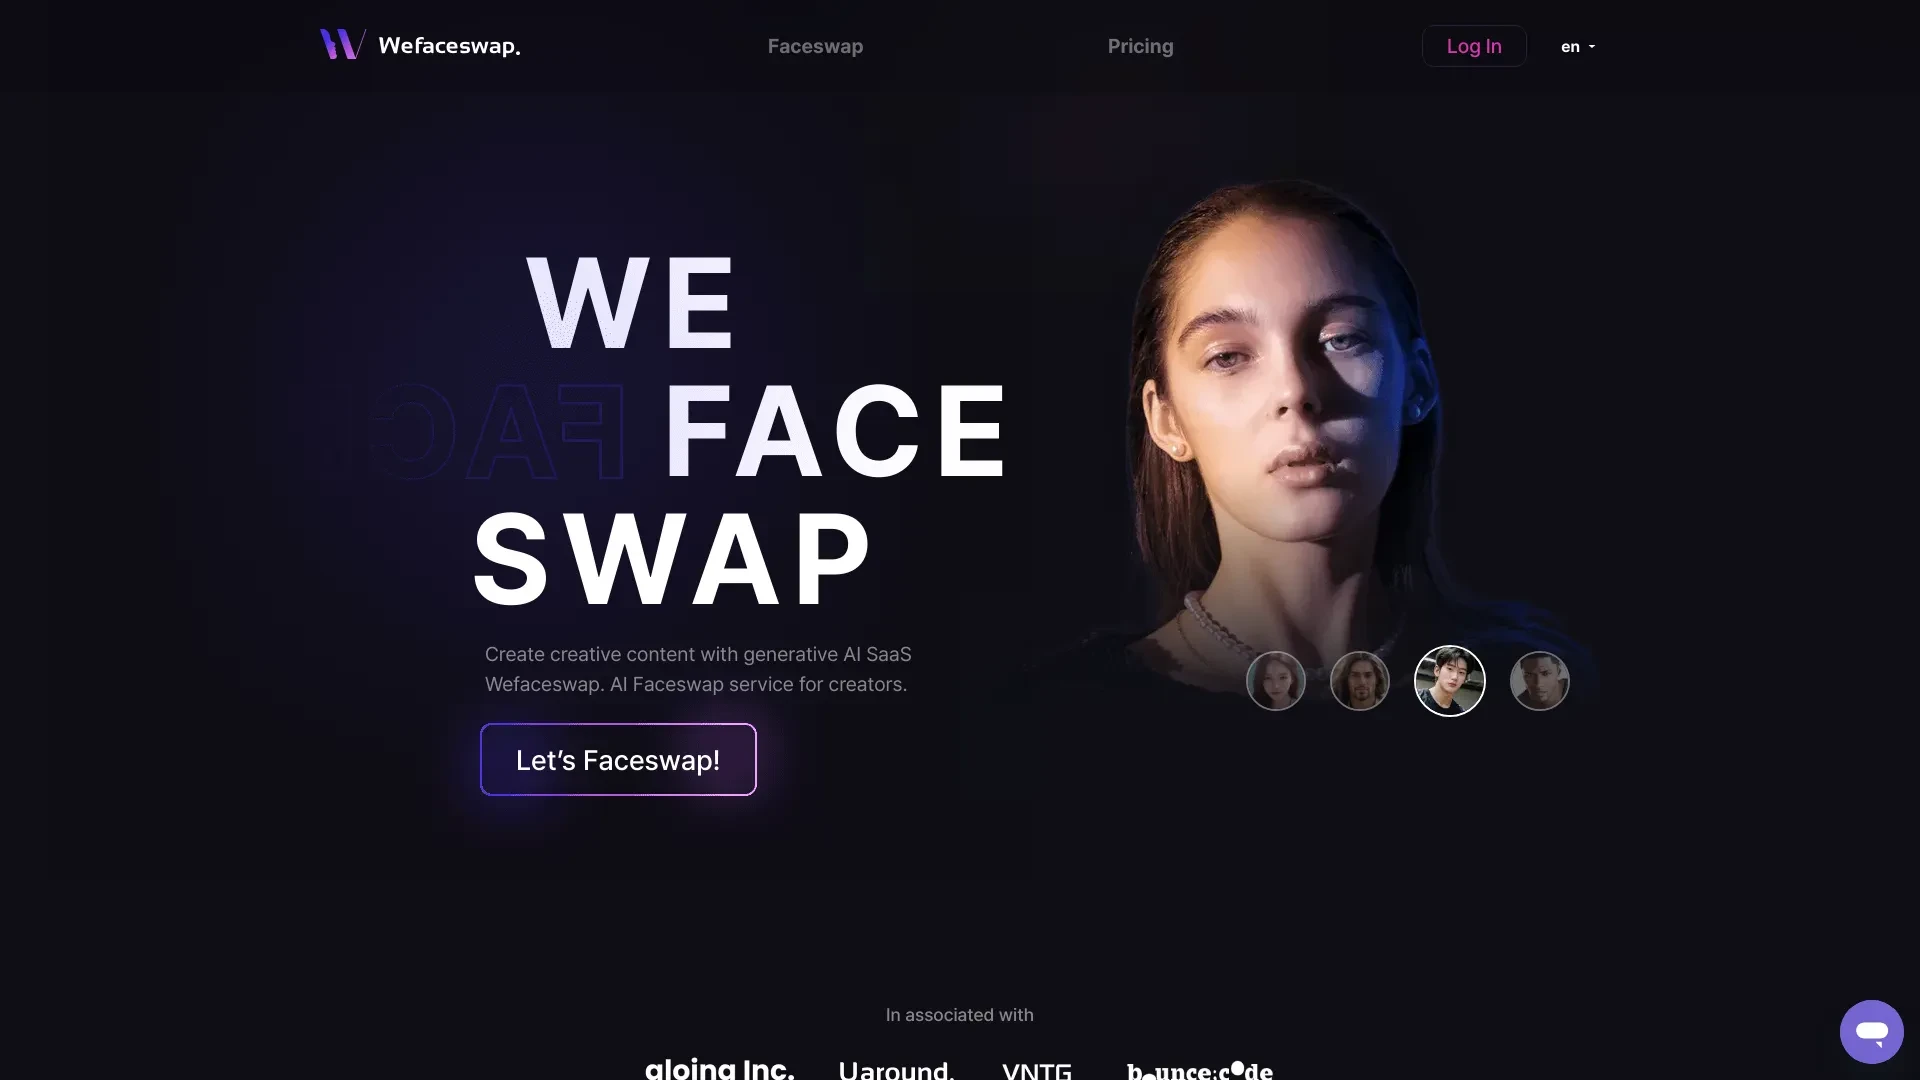 Wefaceswap.
Faceswap
Pricing
Log In
en
WE
FACE
SWAP
Create creative content with generative AI SaaS
Wefaceswap. AI Faceswap service for creators.
Let’s Faceswap!
In associated with
gloing Inc.
Uaround.
VNTG
bounce:code